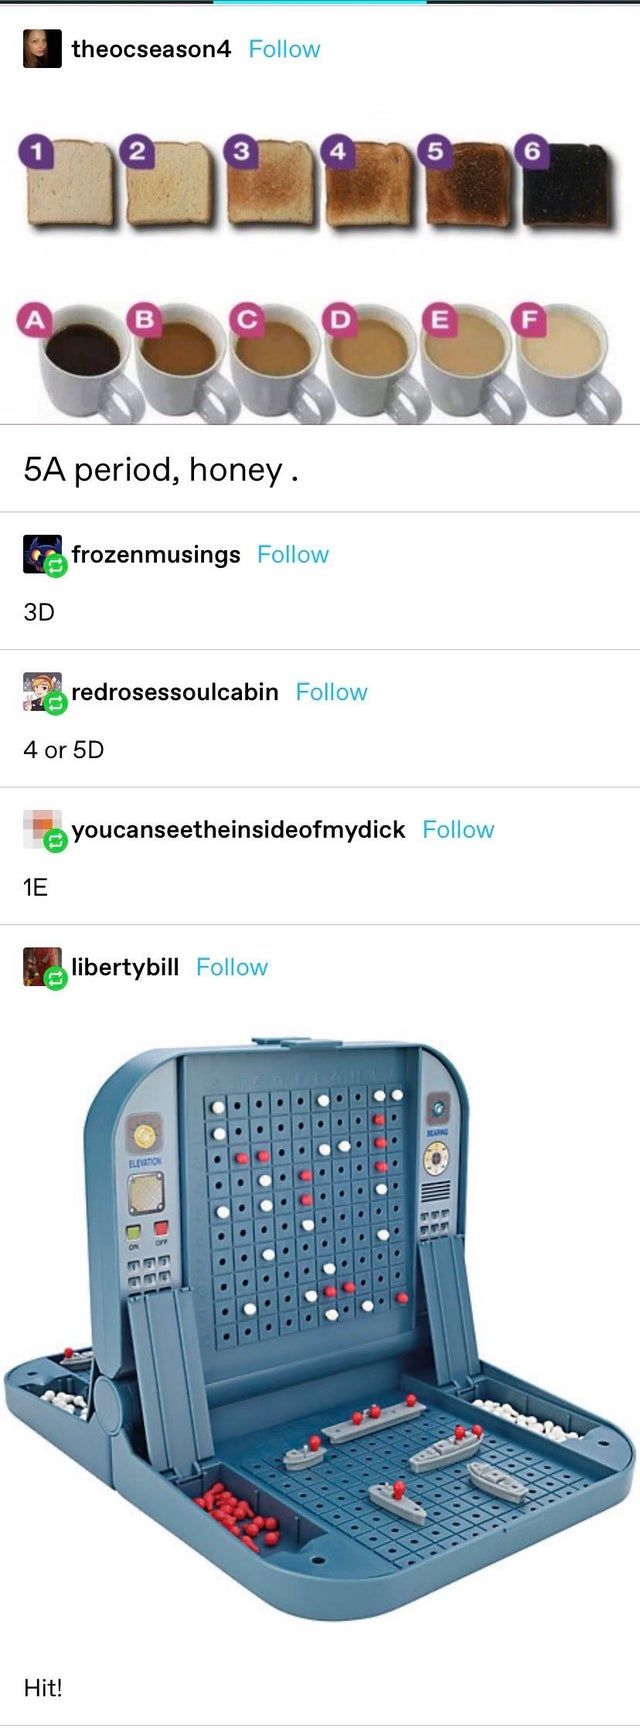 theocseason4 Follow
1 2 3 4 5 6
A B C D E F
5A period, honey .
frozenmusings Follow
3D
redrosessoulcabin Follow
4 or 5D
youcanseetheinsideofmydick Follow
1E
libertybill Follow
ELEVATION
ON OFF
BEARING
Hit!